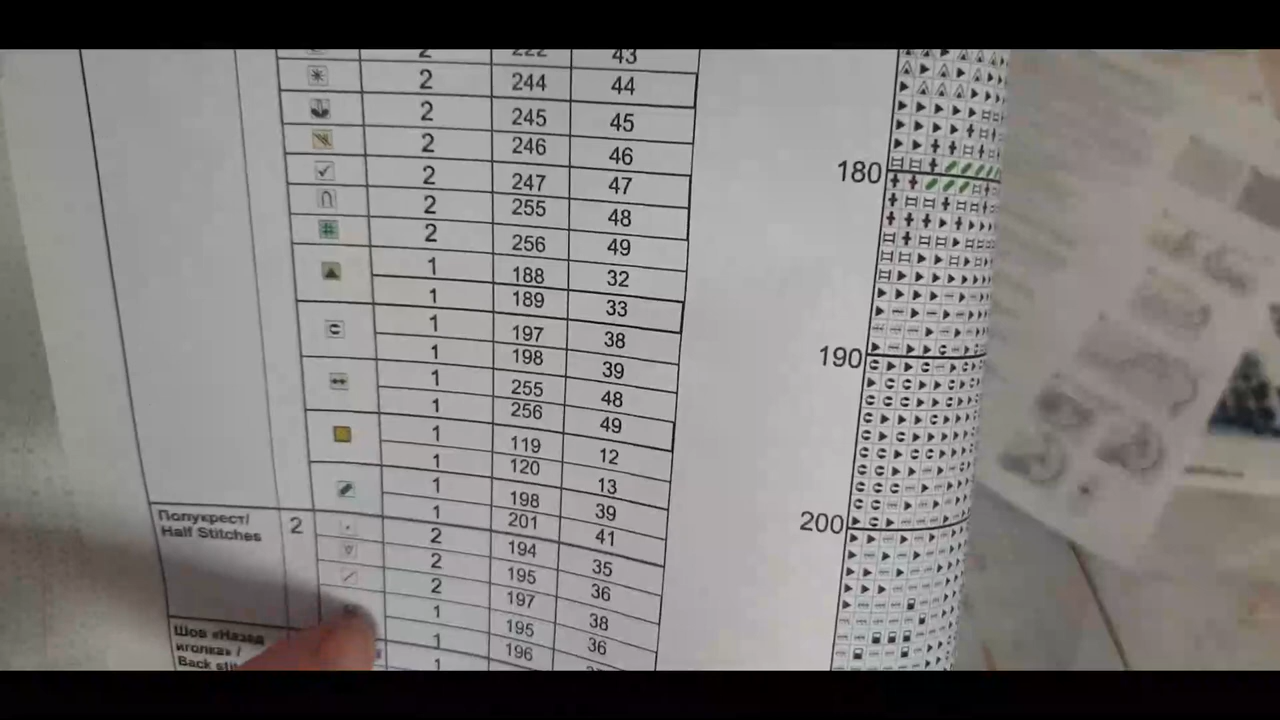 2 222 43
2 244 44
2 245 45
2 246 46
2 247 47
2 255 48
2 256 49
1 188 32
1 189 33
1 197 38
1 198 39
1 255 48
1 256 49
1 119 12
1 120 13
1 198 39
1 201 41
Полукрест/
Half Stitches
2
2 194 35
2 195 36
2 197 38
1 195 36
1 196
Шов «Назад
иголка» /
Back
1
180
190
200